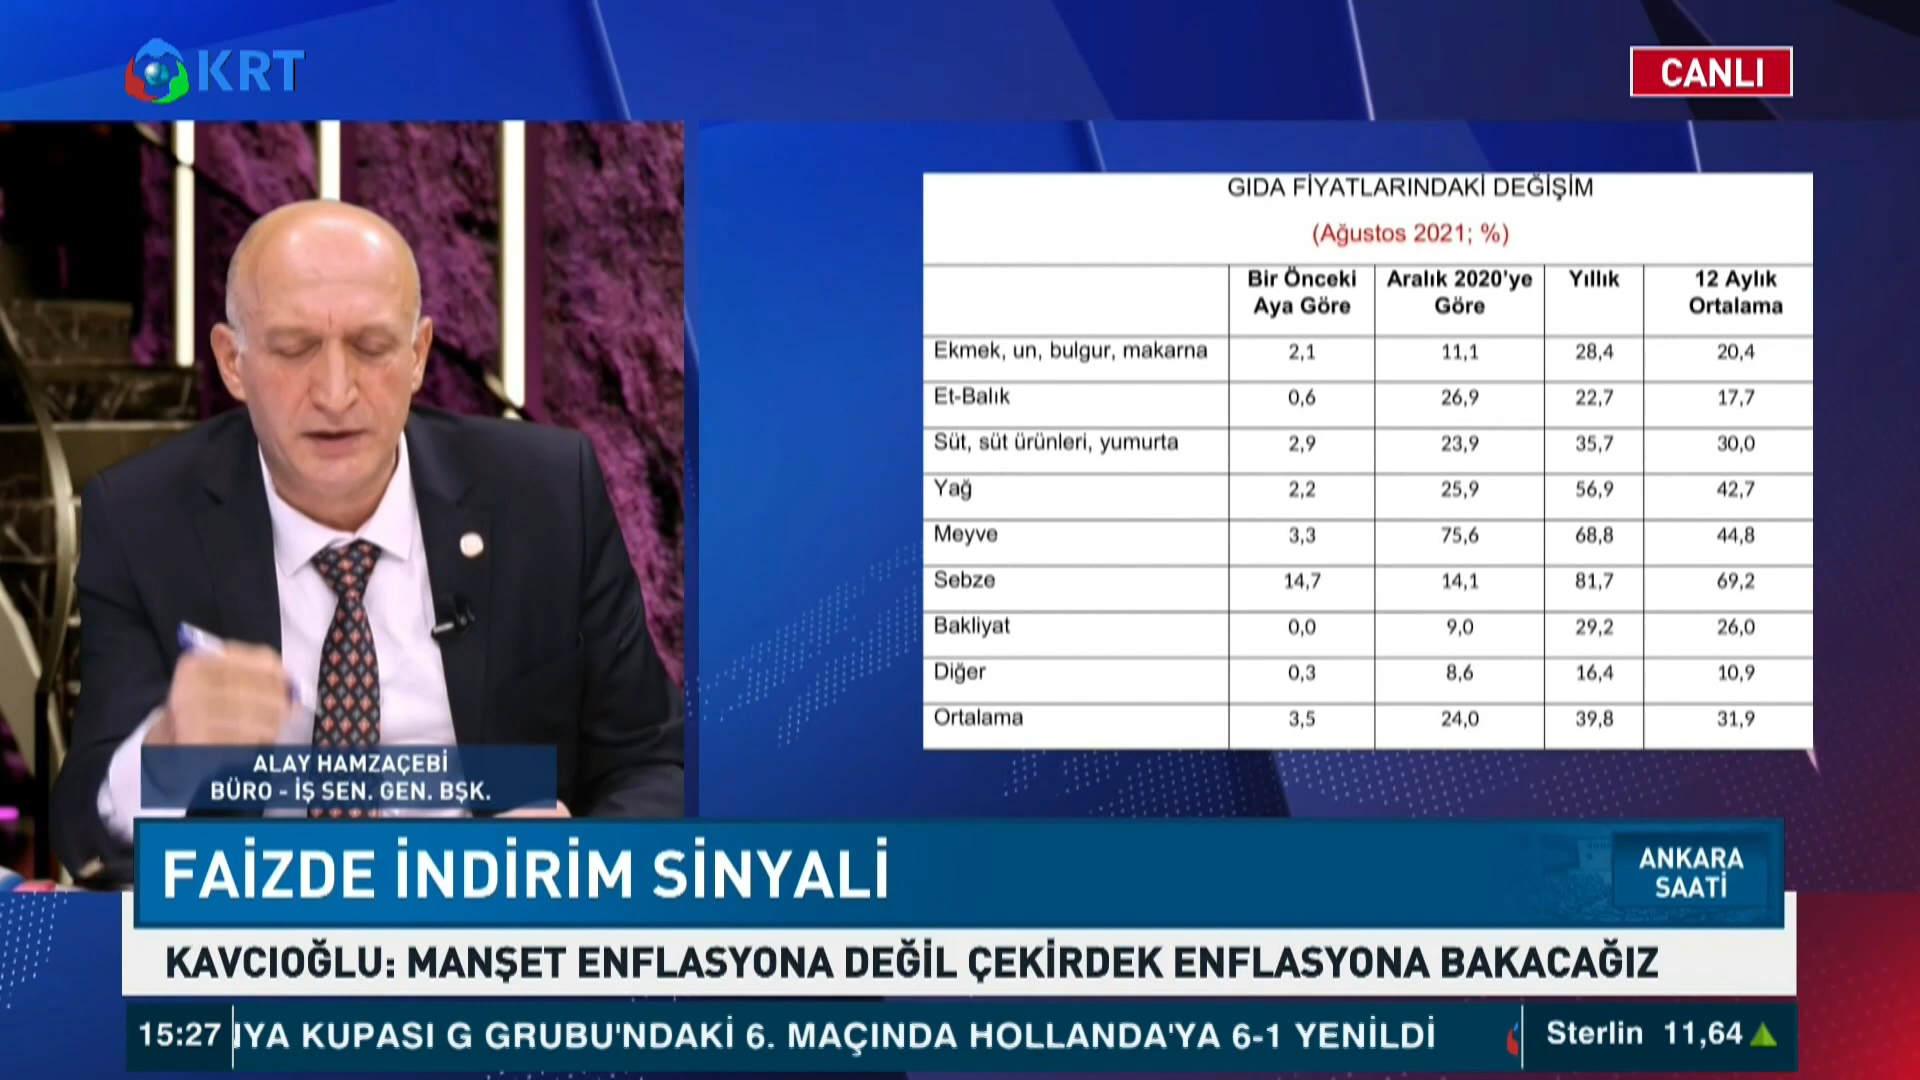 KRT
CANLI
GIDA FİYATLARINDAKİ DEĞİŞİM
(Ağustos 2021; %)
Bir Önceki Aya Göre Aralık 2020'ye Göre Yıllık 12 Aylık Ortalama
Ekmek, un, bulgur, makarna 2,1 11,1 28,4 20,4
Et-Balık 0,6 26,9 22,7 17,7
Süt, süt ürünleri, yumurta 2,9 23,9 35,7 30,0
Yağ 2,2 25,9 56,9 42,7
Meyve 3,3 75,6 68,8 44,8
Sebze 14,7 14,1 81,7 69,2
Bakliyat 0,0 9,0 29,2 26,0
Diğer 0,3 8,6 16,4 10,9
Ortalama 3,5 24,0 39,8 31,9
ALAY HAMZAÇEBİ
BÜRO - İŞ SEN. GEN. BŞK.
FAİZDE İNDİRİM SİNYALİ
ANKARA
SAATİ
KAVCIOĞLU: MANŞET ENFLASYONA DEĞİL ÇEKİRDEK ENFLASYONA BAKACAĞIZ
15:27 KUPASI G GRUBU'NDAKİ 6. MAÇINDA HOLLANDA'YA 6-1 YENİLDİ Sterlin 11,64